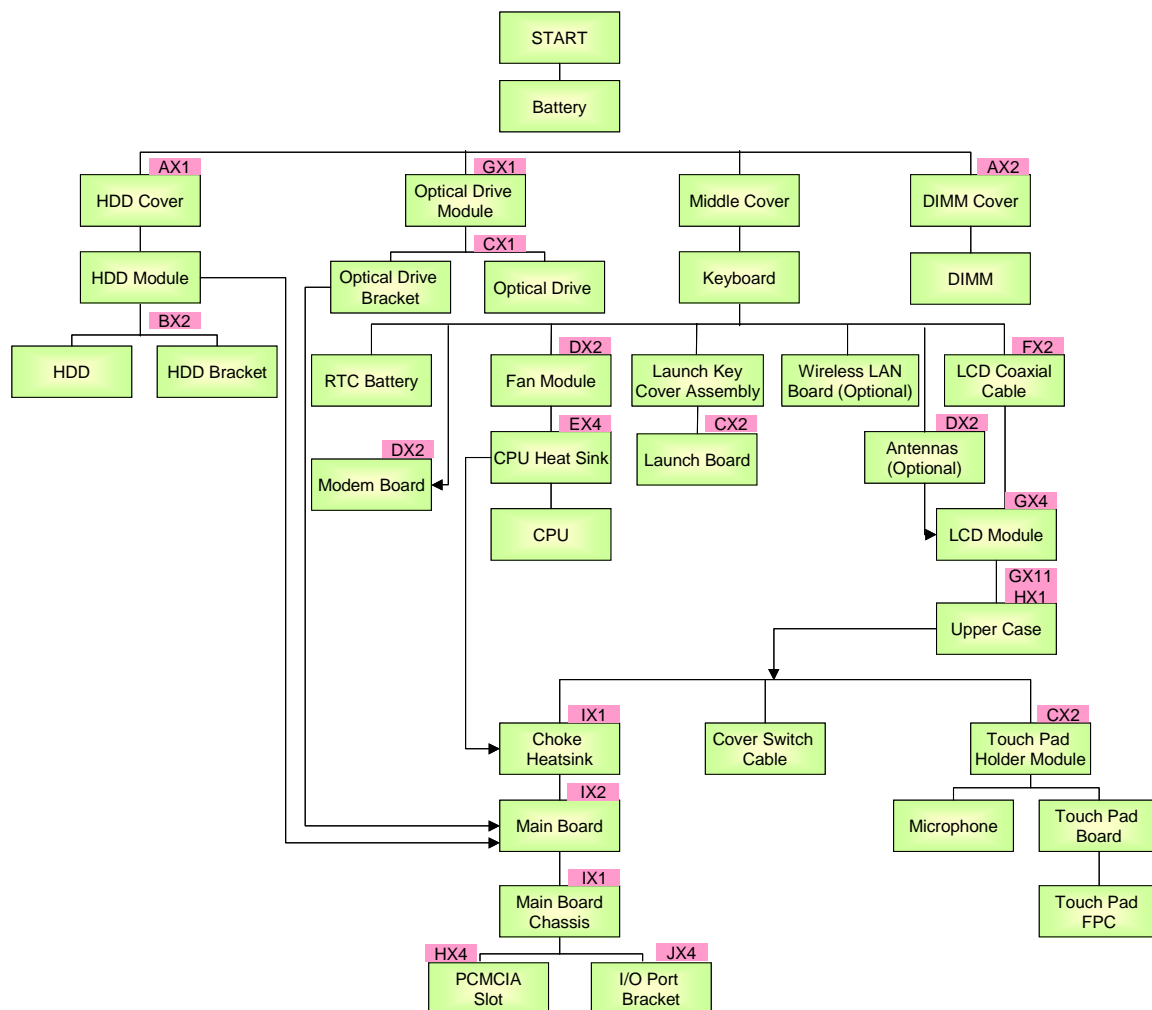 START
Battery
AX1
GX1
AX2
HDD Cover
Optical Drive
Module
Middle Cover
DIMM Cover
CX1
HDD Module
Optical Drive
Bracket
Optical Drive
Keyboard
DIMM
BX2
HDD
HDD Bracket
DX2
FX2
RTC Battery
Fan Module
Launch Key
Cover Assembly
Wireless LAN
Board (Optional)
LCD Coaxial
Cable
EX4
CX2
DX2
DX2
Modem Board
CPU Heat Sink
Launch Board
Antennas
(Optional)
GX4
CPU
LCD Module
GX11
HX1
Upper Case
IX1
CX2
Choke
Heatsink
Cover Switch
Cable
Touch Pad
Holder Module
IX2
Main Board
Microphone
Touch Pad
Board
IX1
Main Board
Chassis
Touch Pad
FPC
HX4
JX4
PCMCIA
Slot
I/O Port
Bracket